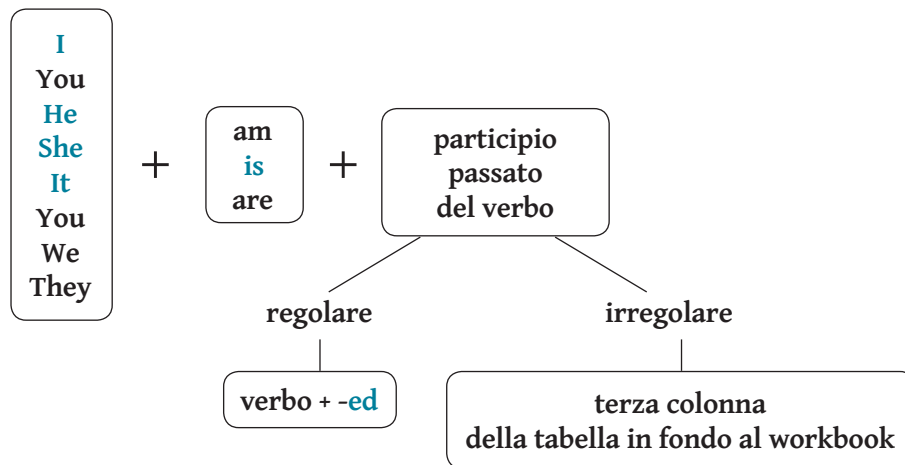 I
You
He
She
It
You
We
They
+
am
is
are
+
participio
passato
del verbo
regolare
irregolare
verbo + -ed
terza colonna
della tabella in fondo al workbook